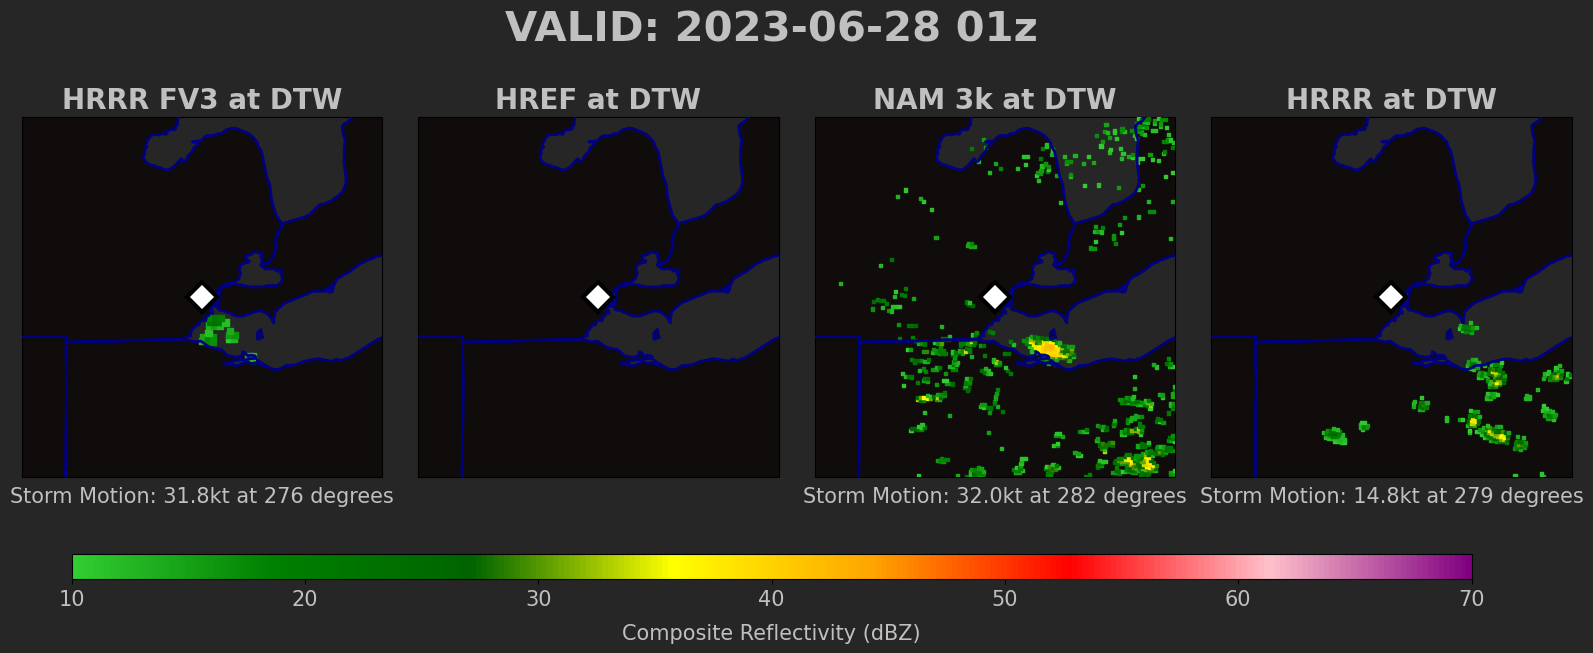 VALID: 2023-06-28 01z
HRRR FV3 at DTW
HREF at DTW
NAM 3k at DTW
HRRR at DTW
Storm Motion: 31.8kt at 276 degrees
Storm Motion: 32.0kt at 282 degrees
Storm Motion: 14.8kt at 279 degrees
10 20 30 40 50 60 70
Composite Reflectivity (dBZ)